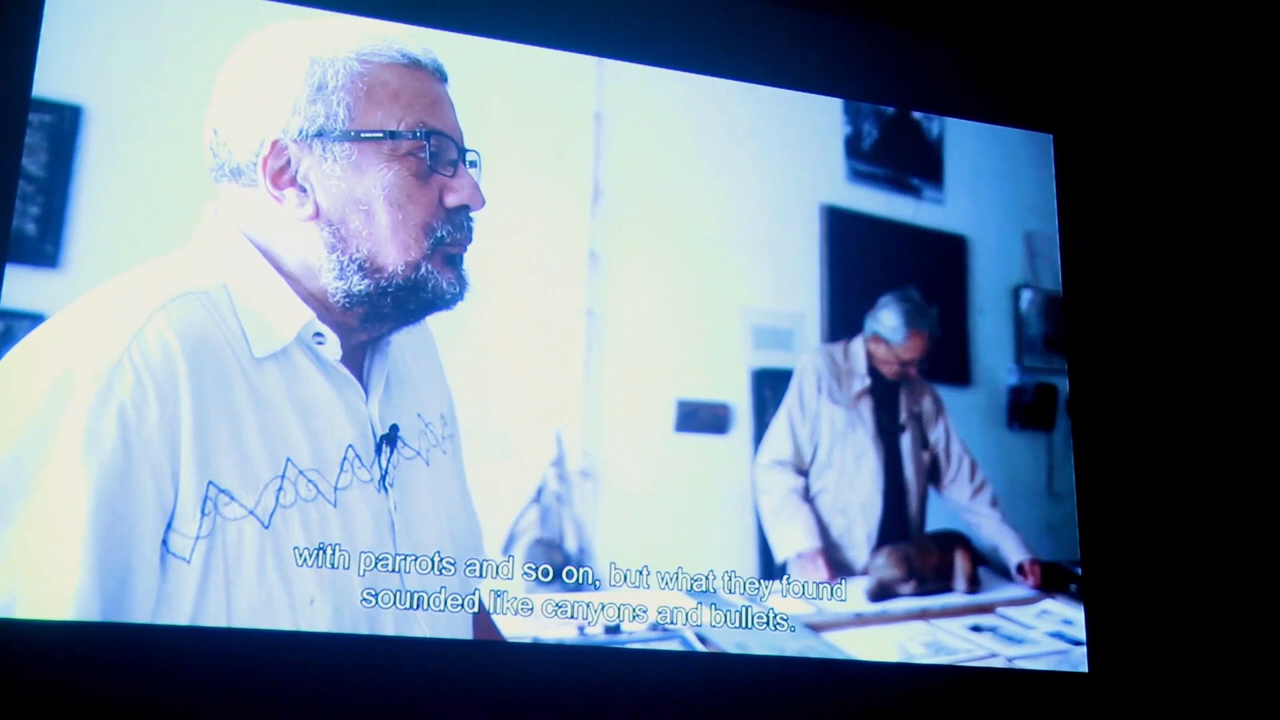 with parrots and so on, but what they found
sounded like canyons and bullets.